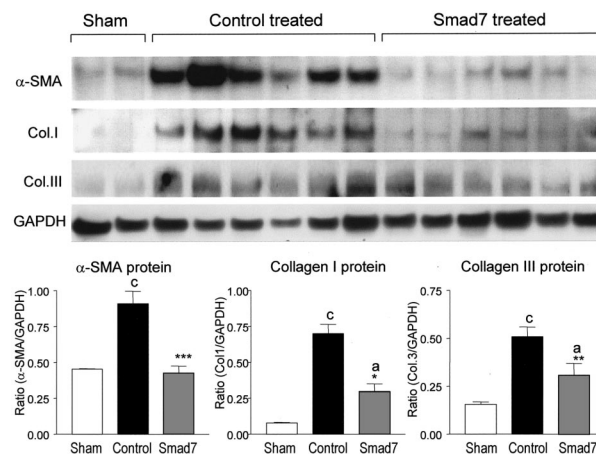 Sham Control treated Smad7 treated
α-SMA
Col.I
Col.III
GAPDH
α-SMA protein Collagen I protein Collagen III protein
Ratio (α-SMA/GAPDH)
1.00
0.75
0.50
0.25
0.00
c
***
Sham Control Smad7
Ratio (Col1/GAPDH)
1.00
0.75
0.50
0.25
0.00
c
a
*
Sham Control Smad7
Ratio (Col.3/GAPDH)
0.75
0.50
0.25
0.00
c
a
**
Sham Control Smad7